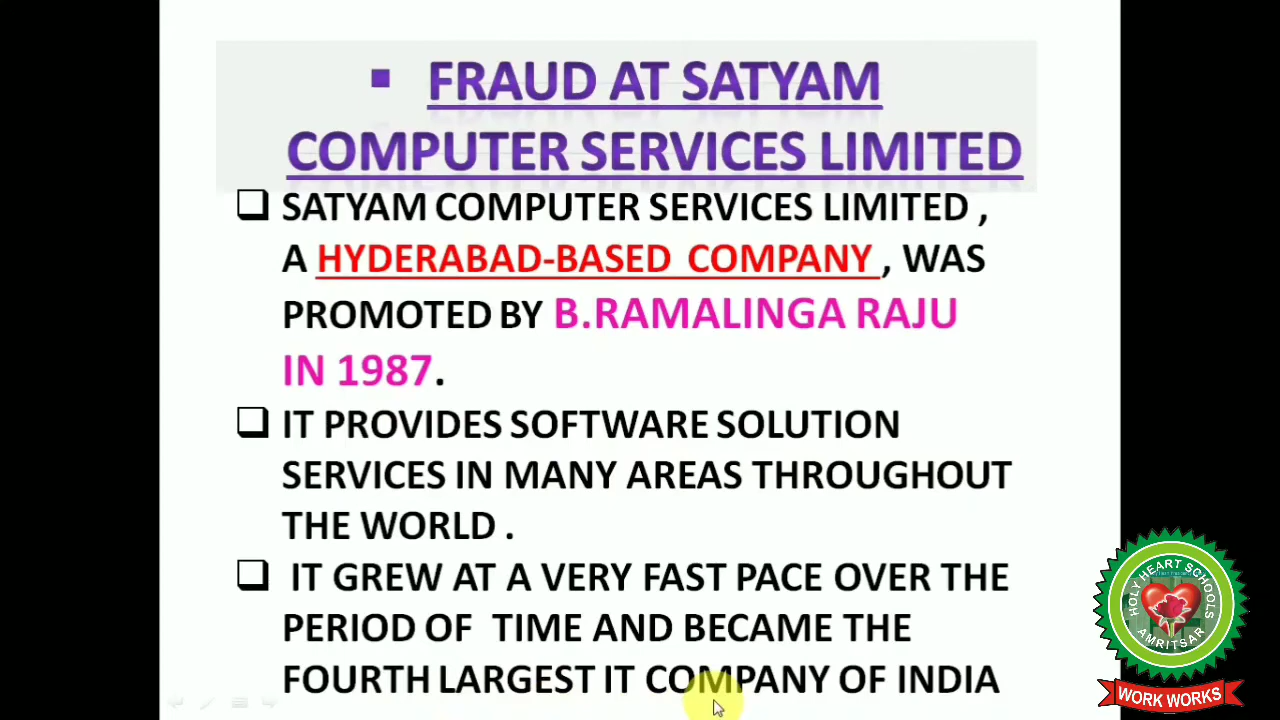 ▪ FRAUD AT SATYAM
COMPUTER SERVICES LIMITED
❑ SATYAM COMPUTER SERVICES LIMITED ,
A HYDERABAD-BASED COMPANY , WAS
PROMOTED BY B.RAMALINGA RAJU
IN 1987.
❑ IT PROVIDES SOFTWARE SOLUTION
SERVICES IN MANY AREAS THROUGHOUT
THE WORLD .
❑ IT GREW AT A VERY FAST PACE OVER THE
PERIOD OF TIME AND BECAME THE
FOURTH LARGEST IT COMPANY OF INDIA
HOLY HEART SCHOOLS
AMRITSAR
WORK WORKS